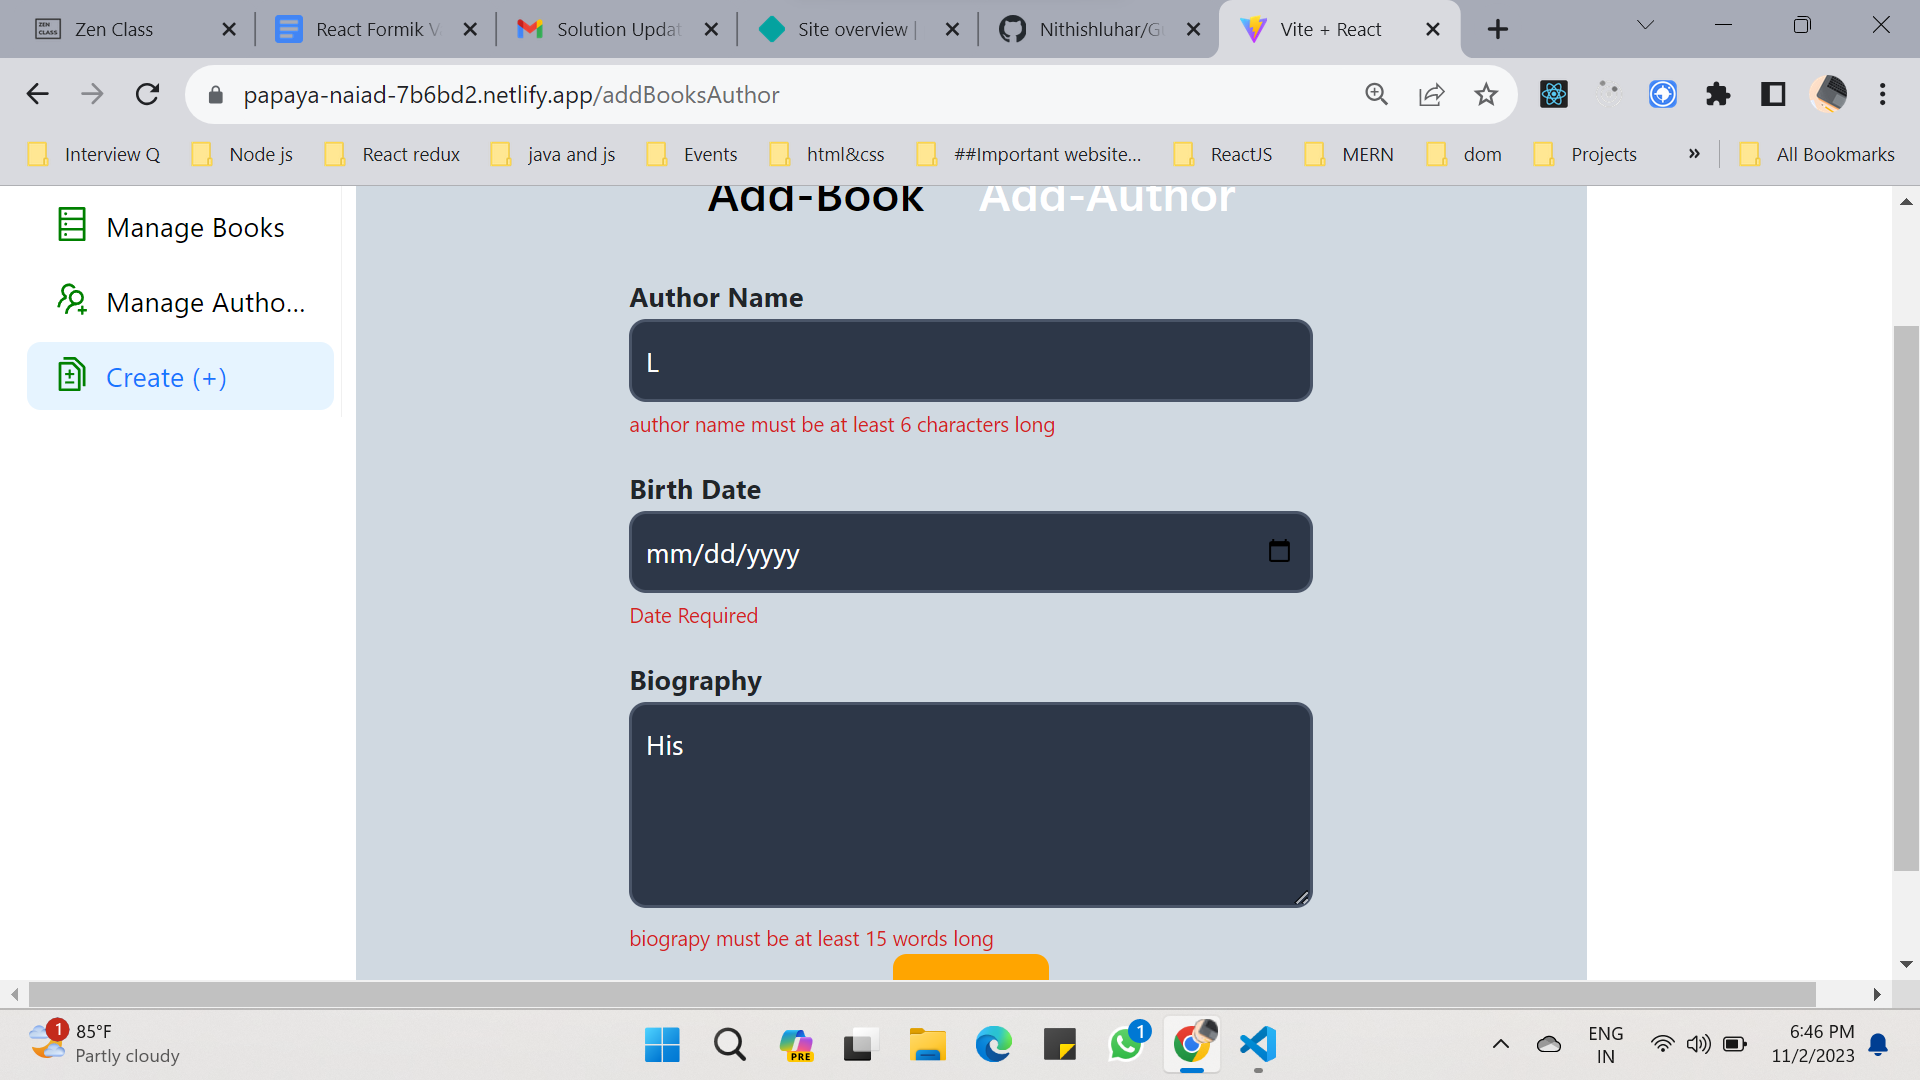 Zen Class
React Formik V
Solution Updat
Site overview |
Nithishluhar/G
Vite + React
papaya-naiad-7b6bd2.netlify.app/addBooksAuthor
Interview Q
Node js
React redux
java and js
Events
html&css
##Important website...
ReactJS
MERN
dom
Projects
»
All Bookmarks
Add-Book
Add-Author
Manage Books
Manage Autho...
Create (+)
Author Name
L
author name must be at least 6 characters long
Birth Date
mm/dd/yyyy
Date Required
Biography
His
biograpy must be at least 15 words long
1
85°F
Partly cloudy
PRE
1
ENG
IN
6:46 PM
11/2/2023